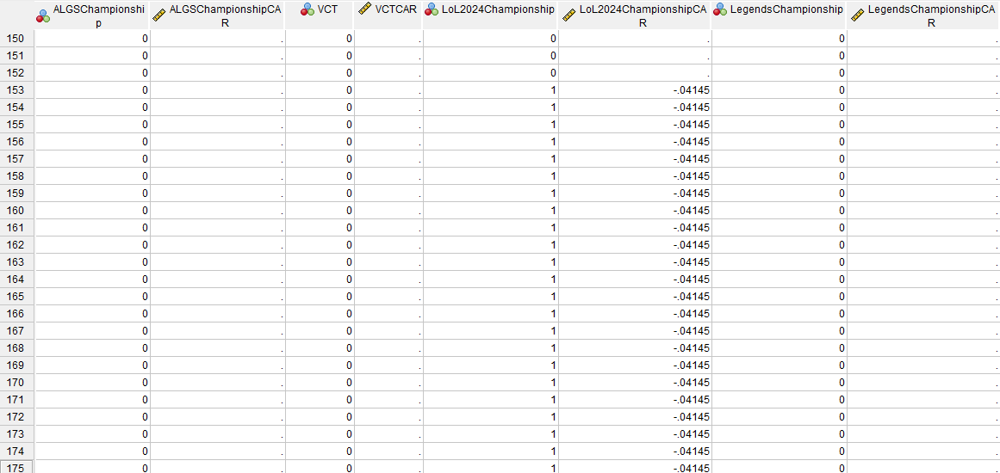 ALGSChampionshi
p ALGSChampionshipCA
R VCT VCTCAR LoL2024Championship LoL2024ChampionshipCA
R LegendsChampionship LegendsChampionshipCA
R
150 0 . 0 . 0 . 0 .
151 0 . 0 . 0 . 0 .
152 0 . 0 . 0 . 0 .
153 0 . 0 . 1 -.04145 0 .
154 0 . 0 . 1 -.04145 0 .
155 0 . 0 . 1 -.04145 0 .
156 0 . 0 . 1 -.04145 0 .
157 0 . 0 . 1 -.04145 0 .
158 0 . 0 . 1 -.04145 0 .
159 0 . 0 . 1 -.04145 0 .
160 0 . 0 . 1 -.04145 0 .
161 0 . 0 . 1 -.04145 0 .
162 0 . 0 . 1 -.04145 0 .
163 0 . 0 . 1 -.04145 0 .
164 0 . 0 . 1 -.04145 0 .
165 0 . 0 . 1 -.04145 0 .
166 0 . 0 . 1 -.04145 0 .
167 0 . 0 . 1 -.04145 0 .
168 0 . 0 . 1 -.04145 0 .
169 0 . 0 . 1 -.04145 0 .
170 0 . 0 . 1 -.04145 0 .
171 0 . 0 . 1 -.04145 0 .
172 0 . 0 . 1 -.04145 0 .
173 0 . 0 . 1 -.04145 0 .
174 0 . 0 . 1 -.04145 0 .
175 0 . 0 . 1 -.04145 0 .